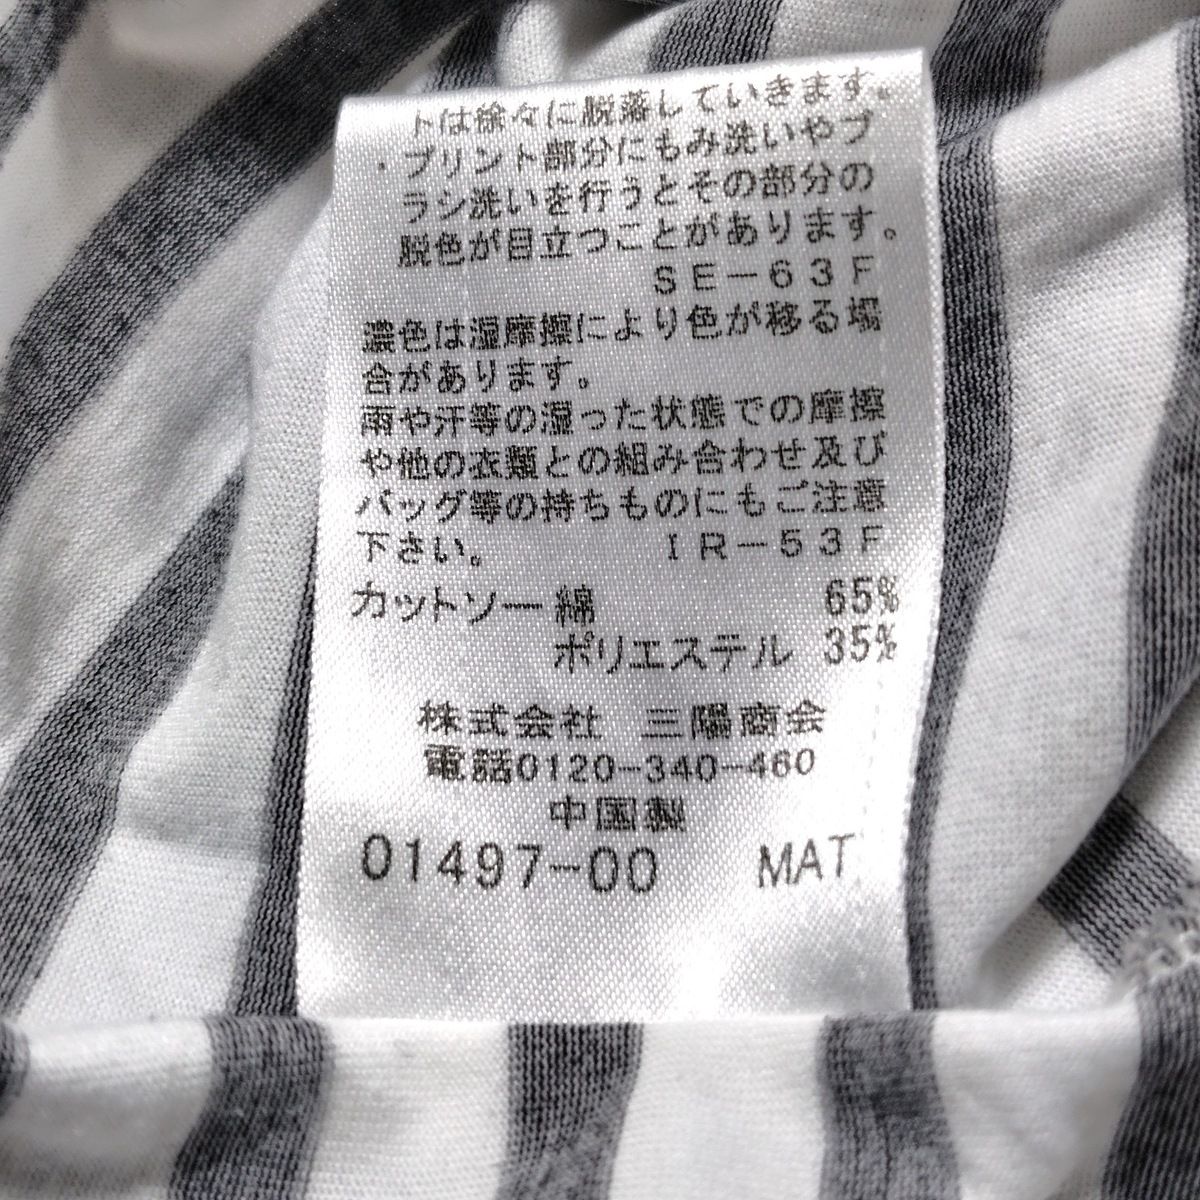 トは徐々に脱落していきます。
・プリント部分にもみ洗いやブ
ラシ洗いを行うとその部分の
脱色が目立つことがあります。
SE-63F
濃色は湿摩擦により色が移る場
合があります。
雨や汗等の湿った状態での摩擦
や他の衣類との組み合わせ及び
バッグ等の持ちものにもご注意
下さい。 IR-53F
カットソー 綿 65%
ポリエステル 35%
株式会社 三陽商会
電話0120-340-460
中国製
01497-00 MAT